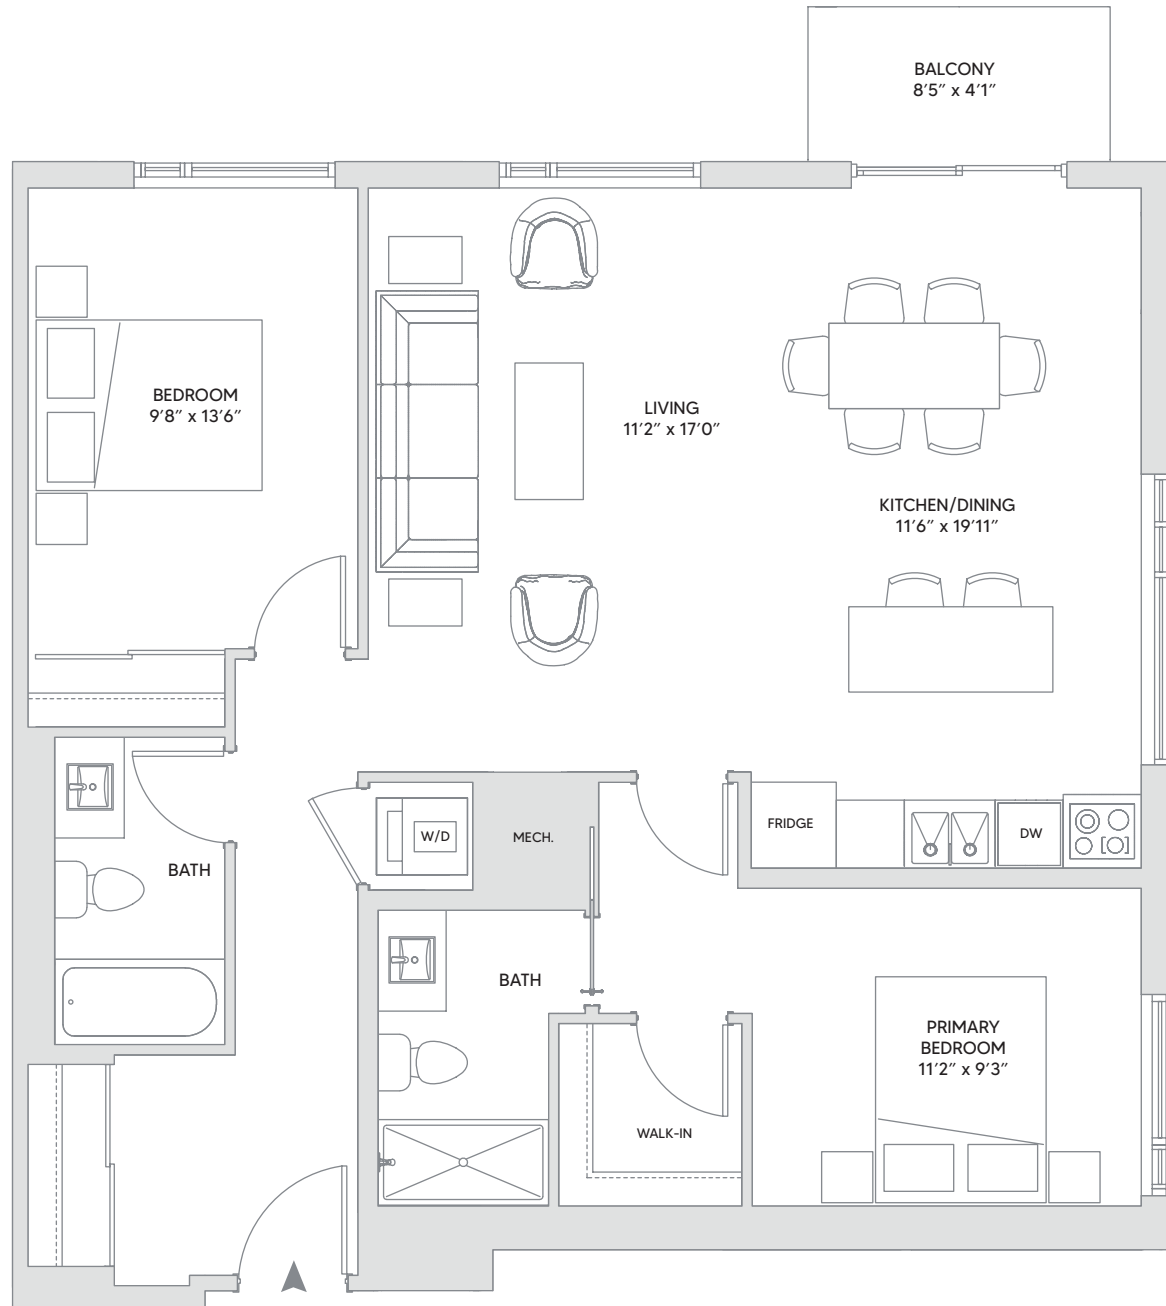 BALCONY
8'5" x 4'1"
BEDROOM
9'8" x 13'6"
LIVING
11'2" x 17'0"
KITCHEN/DINING
11'6" x 19'11"
FRIDGE
DW
W/D
MECH.
BATH
BATH
PRIMARY
BEDROOM
11'2" x 9'3"
WALK-IN